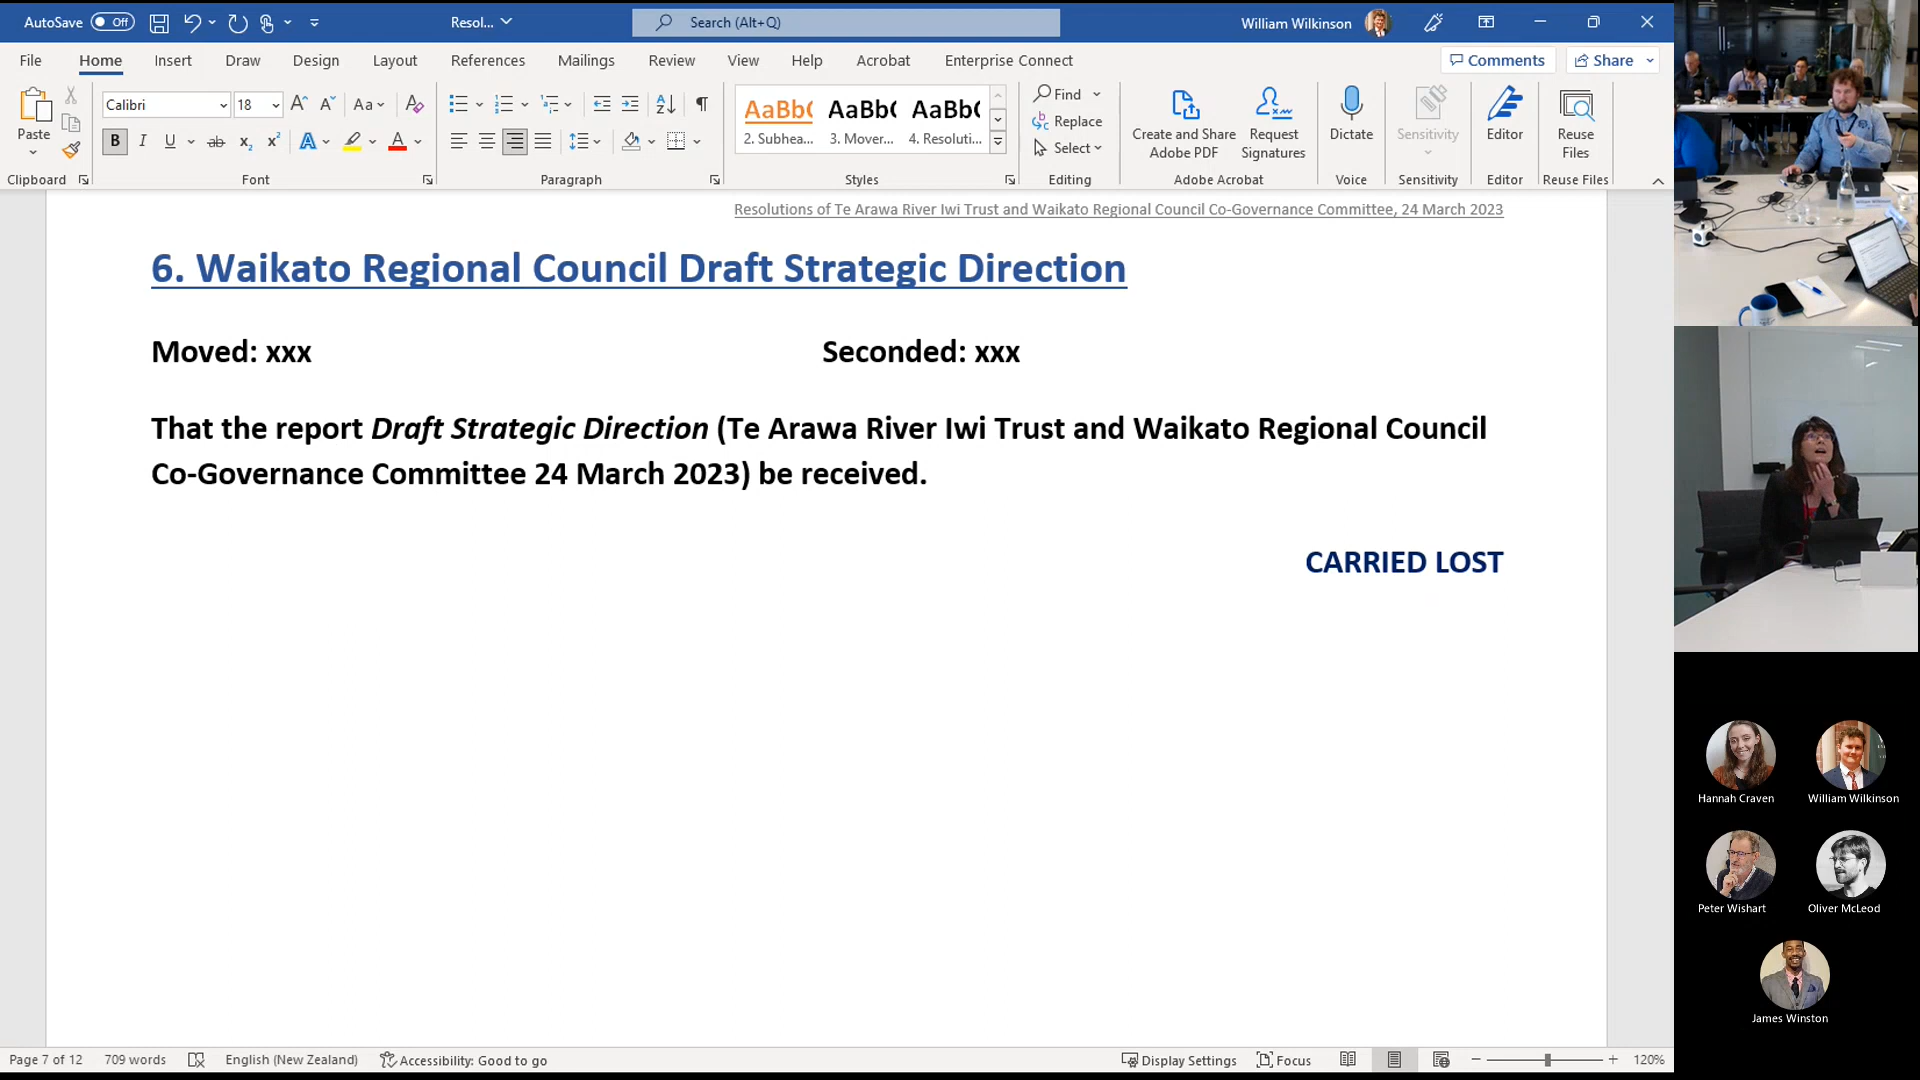 AutoSave Off Resol... Search (Alt+Q) William Wilkinson
File Home Insert Draw Design Layout References Mailings Review View Help Acrobat Enterprise Connect Comments Share
Paste
Clipboard
Calibri 18
Font
Paragraph
AaBb( AaBb( AaBb(
2. Subhea... 3. Mover... 4. Resoluti...
Styles
Find
Replace
Select
Editing
Create and Share
Adobe PDF
Request
Signatures
Adobe Acrobat
Dictate
Voice
Sensitivity
Sensitivity
Editor
Editor
Reuse
Files
Reuse Files
Resolutions of Te Arawa River Iwi Trust and Waikato Regional Council Co-Governance Committee, 24 March 2023
6. Waikato Regional Council Draft Strategic Direction
Moved: xxx Seconded: xxx
That the report Draft Strategic Direction (Te Arawa River Iwi Trust and Waikato Regional Council
Co-Governance Committee 24 March 2023) be received.
CARRIED LOST
Hannah Craven William Wilkinson
Peter Wishart Oliver McLeod
James Winston
Page 7 of 12 709 words English (New Zealand) Accessibility: Good to go Display Settings Focus 120%